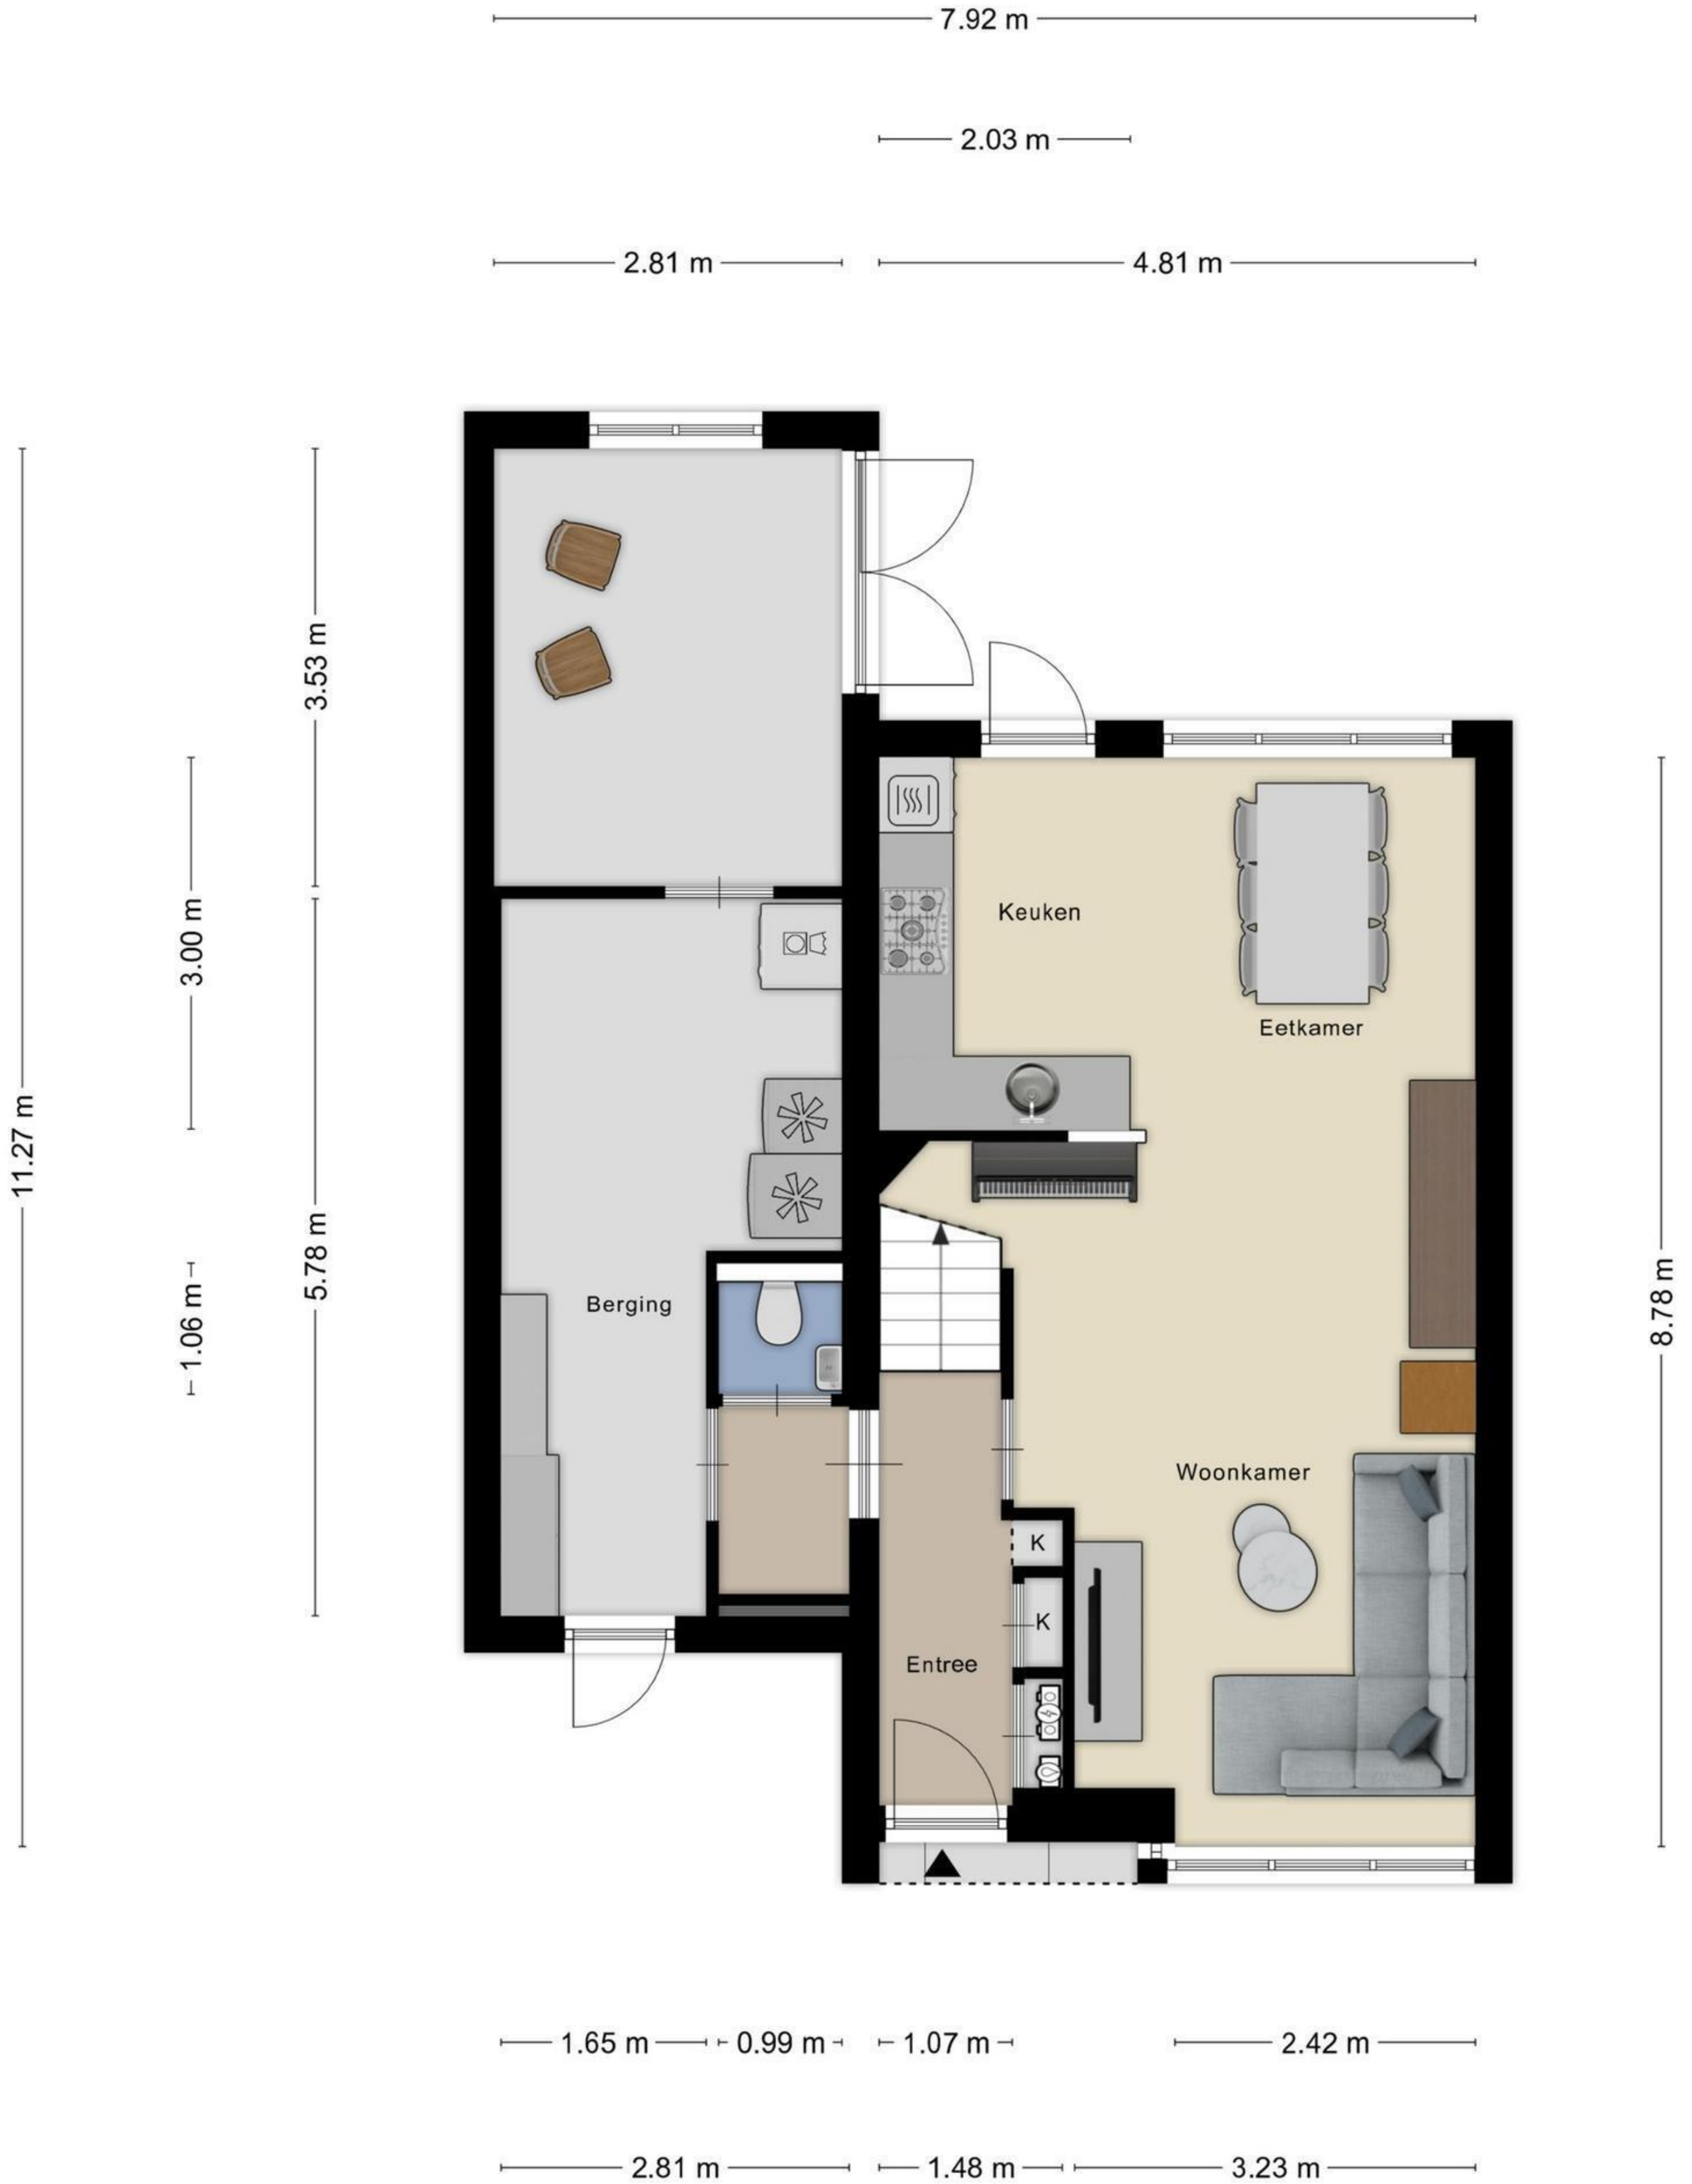 7.92 m
2.03 m
2.81 m
4.81 m
3.53 m
3.00 m
Keuken
Eetkamer
11.27 m
5.78 m
1.06 m
8.78 m
Berging
Woonkamer
K
K
Entree
1.65 m
0.99 m
1.07 m
2.42 m
2.81 m
1.48 m
3.23 m